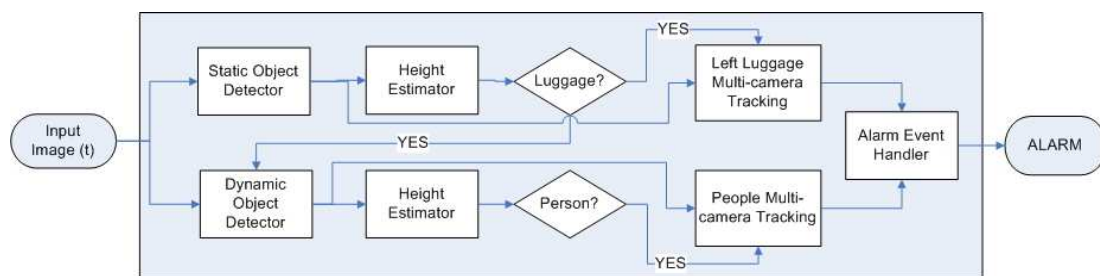 YES
Static Object
Detector
Height
Estimator
Luggage?
Left Luggage
Multi-camera
Tracking
Input
Image (t)
YES
Alarm Event
Handler
ALARM
Dynamic
Object
Detector
Height
Estimator
Person?
People Multi-
camera Tracking
YES